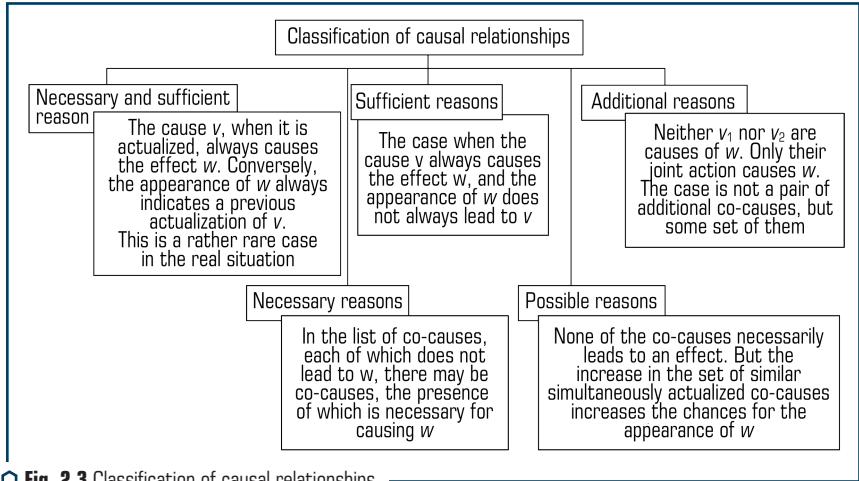 Classification of causal relationships
Necessary and sufficient
reason
The cause v, when it is
actualized, always causes
the effect w. Conversely,
the appearance of w always
indicates a previous
actualization of v.
This is a rather rare case
in the real situation
Sufficient reasons
The case when the
cause v always causes
the effect w, and the
appearance of w does
not always lead to v
Additional reasons
Neither v₁ nor v₂ are
causes of w. Only their
joint action causes w.
The case is not a pair of
additional co-causes, but
some set of them
Necessary reasons
In the list of co-causes,
each of which does not
lead to w, there may be
co-causes, the presence
of which is necessary for
causing w
Possible reasons
None of the co-causes necessarily
leads to an effect. But the
increase in the set of similar
simultaneously actualized co-causes
increases the chances for the
appearance of w
Fig. 2.3 Classification of causal relationships